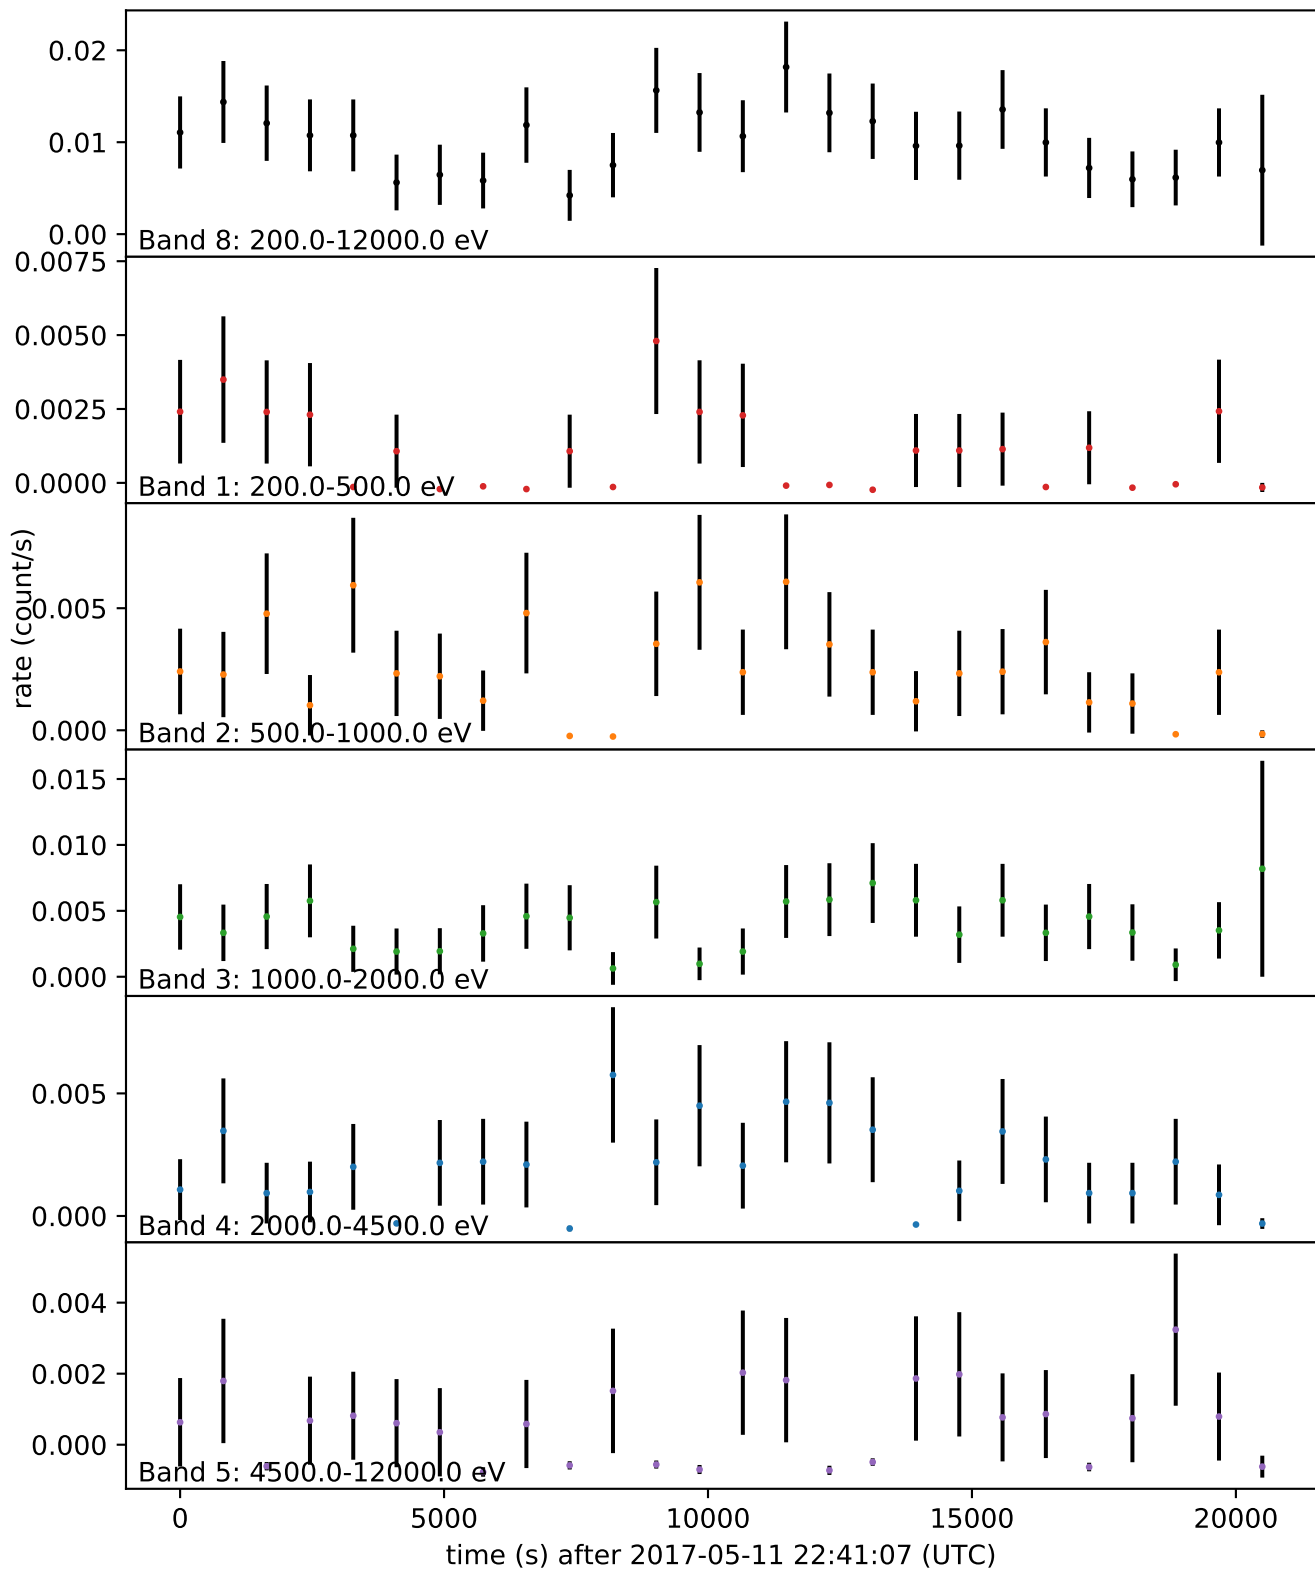 0.02
0.01
0.00
Band 8: 200.0-12000.0 eV
0.0075
0.0050
0.0025
0.0000
Band 1: 200.0-500.0 eV
rate (count/s)
0.005
0.000
Band 2: 500.0-1000.0 eV
0.015
0.010
0.005
0.000
Band 3: 1000.0-2000.0 eV
0.005
0.000
Band 4: 2000.0-4500.0 eV
0.004
0.002
0.000
Band 5: 4500.0-12000.0 eV
0 5000 10000 15000 20000
time (s) after 2017-05-11 22:41:07 (UTC)